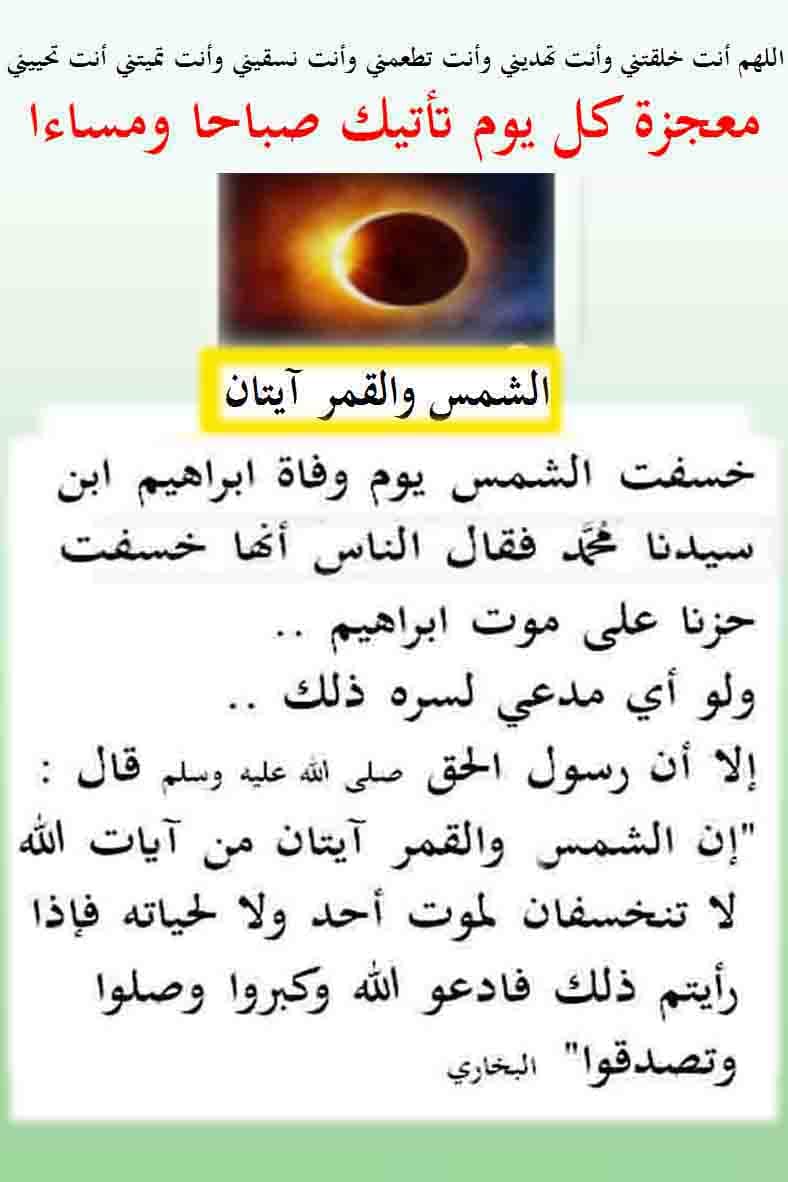 اللهم أنت خلقتني وأنت تهديني وأنت تطعمني وأنت نسقيني وأنت تميتني أنت تحييني
معجزة كل يوم تأتيك صباحا ومساءا
الشمس والقمر آيتان
خسفت الشمس يوم وفاة ابراهيم ابن
سيدنا محمد فقال الناس أنها خسفت
حزنا على موت ابراهيم ..
ولو أي مدعي لسره ذلك ..
إلا أن رسول الحق صلى الله عليه وسلم قال :
"إن الشمس والقمر آيتان من آيات الله
لا تنخسفان لموت أحد ولا لحياته فإذا
رأيتم ذلك فادعو الله وكبروا وصلوا
وتصدقوا" البخاري